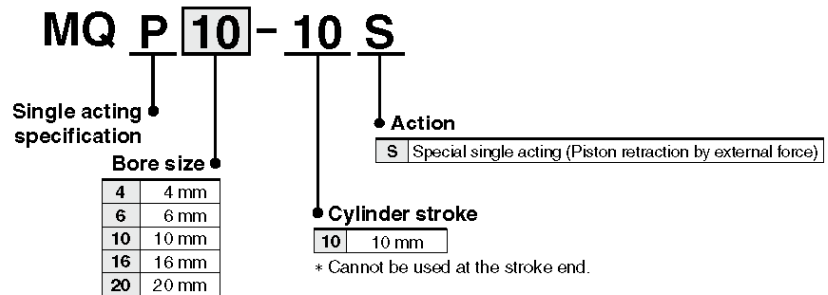 MQ P 10 - 10 S
Single acting
specification
Bore size
4 4 mm
6 6 mm
10 10 mm
16 16 mm
20 20 mm
Action
S Special single acting (Piston retraction by external force)
Cylinder stroke
10 10 mm
* Cannot be used at the stroke end.